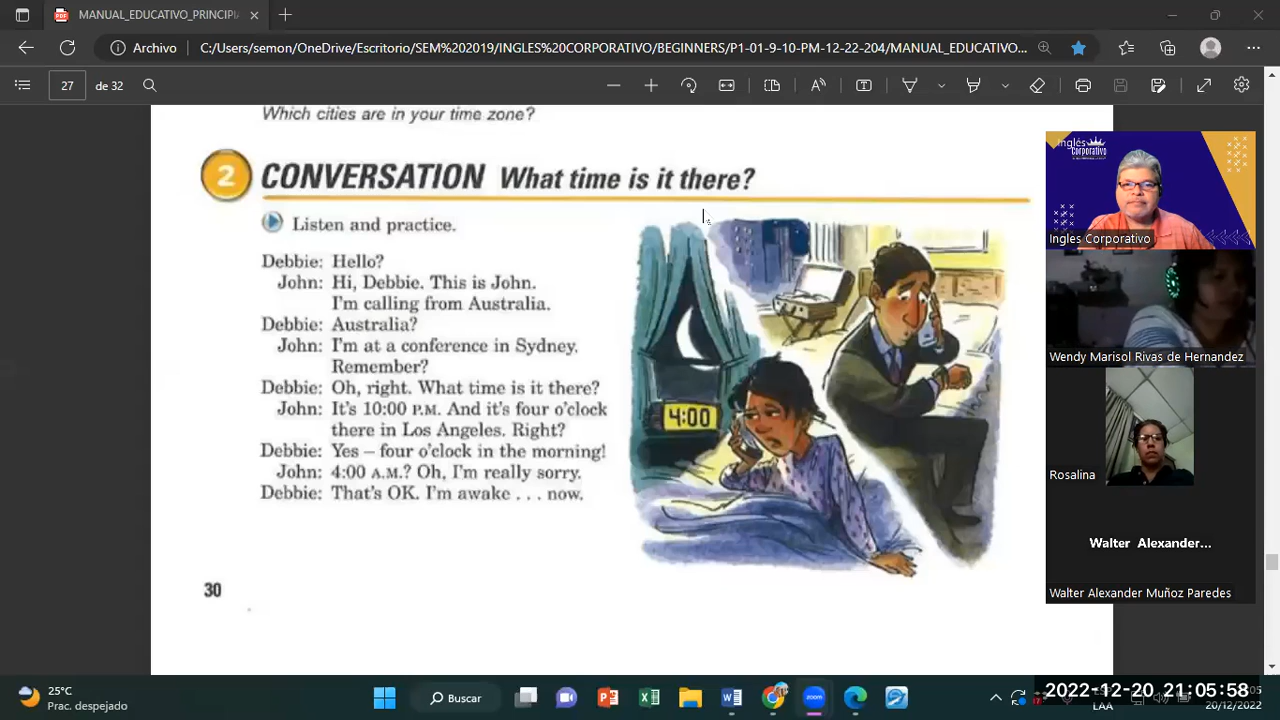 MANUAL_EDUCATIVO_PRINCIPI
Archivo
C:/Users/semon/OneDrive/Escritorio/SEM%202019/INGLES%20CORPORATIVO/BEGINNERS/P1-01-9-10-PM-12-22-204/MANUAL_EDUCATIVO...
27 de 32
Which cities are in your time zone?
2 CONVERSATION What time is it there?
Listen and practice.
Debbie: Hello?
John: Hi, Debbie. This is John.
I'm calling from Australia.
Debbie: Australia?
John: I'm at a conference in Sydney.
Remember?
Debbie: Oh, right. What time is it there?
John: It's 10:00 P.M. And it's four o'clock
there in Los Angeles. Right?
Debbie: Yes – four o'clock in the morning!
John: 4:00 A.M.? Oh, I'm really sorry.
Debbie: That's OK. I'm awake . . . now.
4:00
30
Inglés
Corporativo
Ingles Corporativo
Wendy Marisol Rivas de Hernandez
Rosalina
Walter Alexander...
Walter Alexander Muñoz Paredes
25°C
Prac. despejado
Buscar
LAA
2022-12-20 21:05:58
20/12/2022